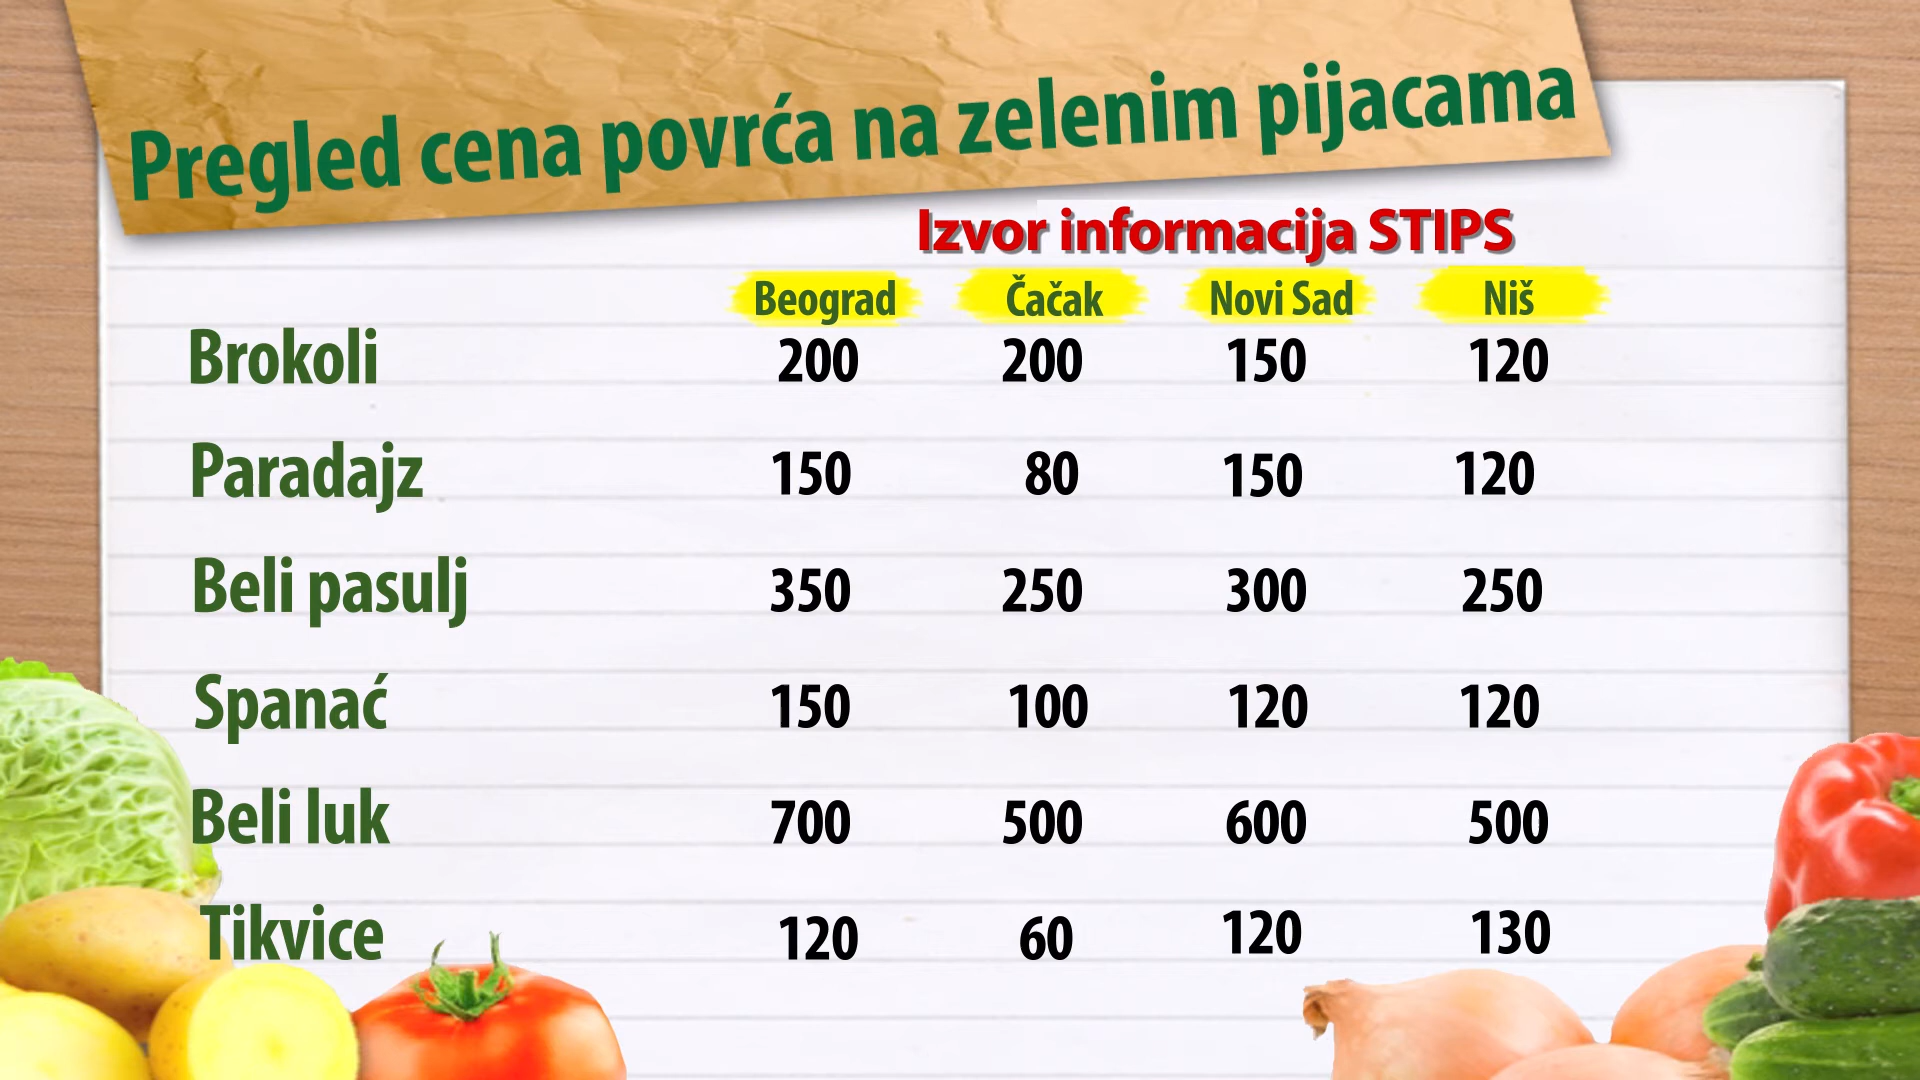 Pregled cena povrća na zelenim pijacama
Izvor informacija STIPS
Beograd Čačak Novi Sad Niš
Brokoli 200 200 150 120
Paradajz 150 80 150 120
Beli pasulj 350 250 300 250
Spanać 150 100 120 120
Beli luk 700 500 600 500
Tikvice 120 60 120 130